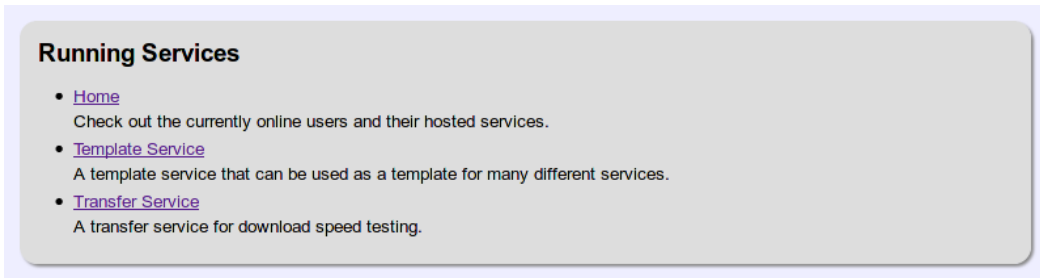 Running Services
Home
Check out the currently online users and their hosted services.
Template Service
A template service that can be used as a template for many different services.
Transfer Service
A transfer service for download speed testing.